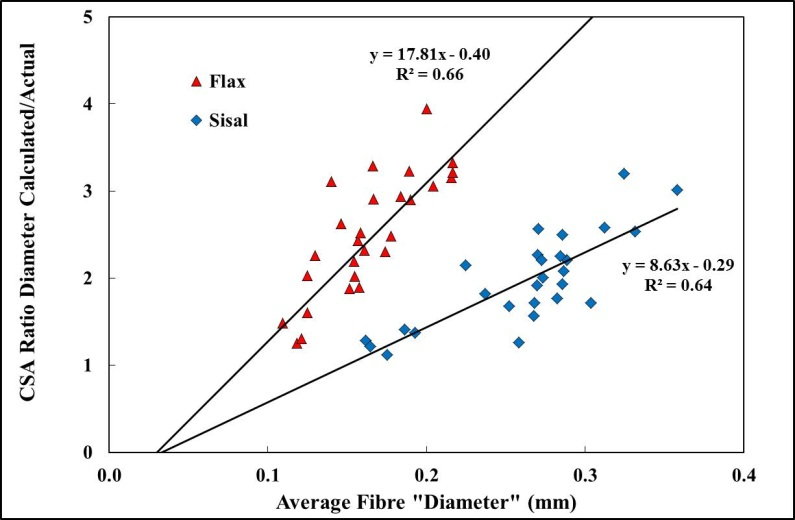 5
4
3
2
1
0
CSA Ratio Diameter Calculated/Actual
y = 17.81x - 0.40
R² = 0.66
Flax
Sisal
y = 8.63x - 0.29
R² = 0.64
0.0 0.1 0.2 0.3 0.4
Average Fibre "Diameter" (mm)